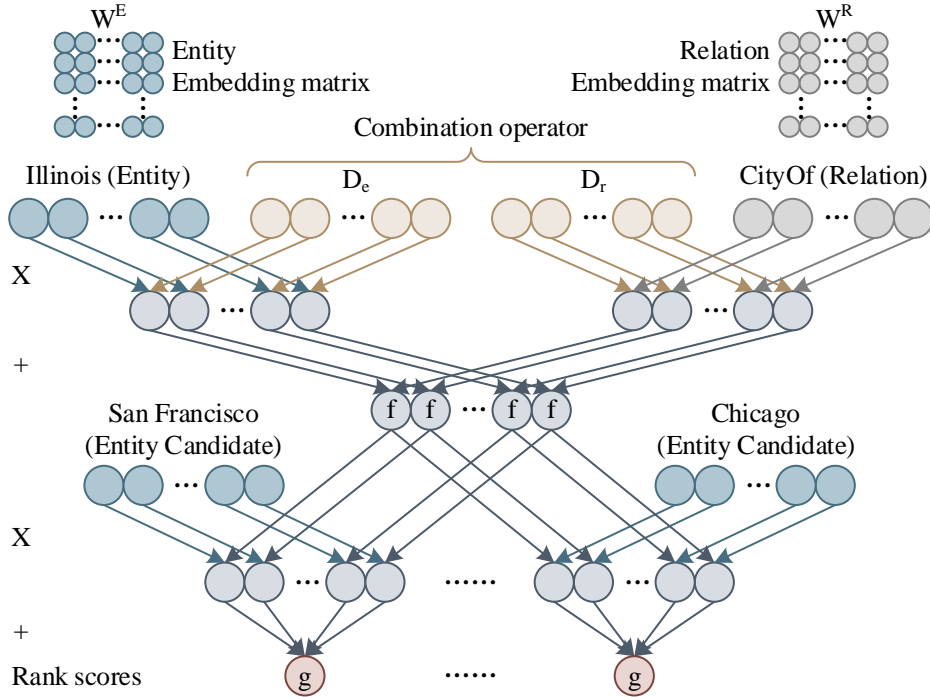 W^E
W^R
Entity
Embedding matrix
Relation
Embedding matrix
Combination operator
Illinois (Entity)
D_e
D_r
CityOf (Relation)
X
+
f f f f
San Francisco
(Entity Candidate)
Chicago
(Entity Candidate)
X
+
Rank scores
g g